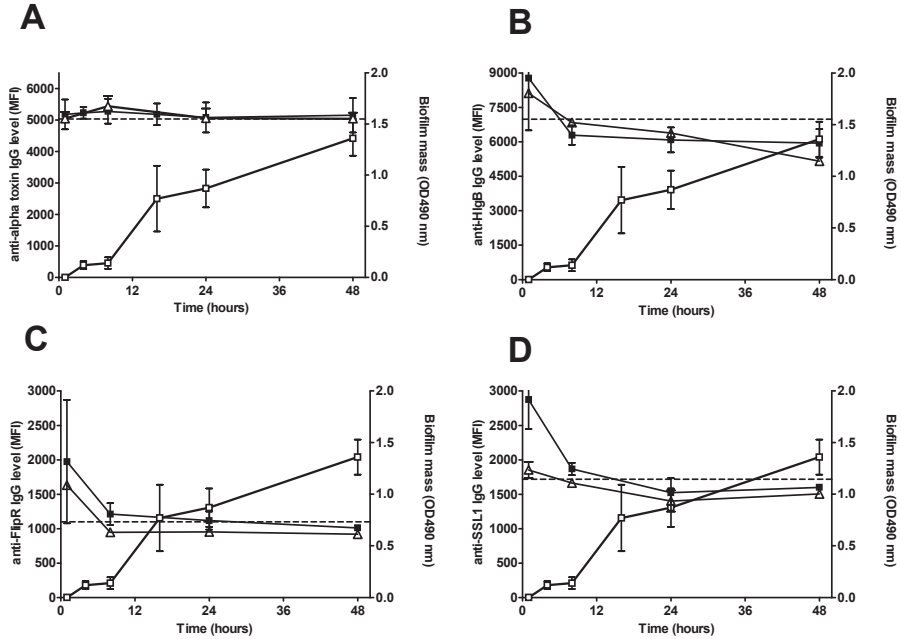 A
anti-alpha toxin IgG level (MFI)
6000
5000
4000
3000
2000
1000
0
2.0
1.5
1.0
0.5
0.0
Biofilm mass (OD490 nm)
0 12 24 36 48
Time (hours)
B
anti-HlgB IgG level (MFI)
9000
7500
6000
4500
3000
1500
0
2.0
1.5
1.0
0.5
0.0
Biofilm mass (OD490 nm)
0 12 24 36 48
Time (hours)
C
anti-FlipR IgG level (MFI)
3000
2500
2000
1500
1000
500
0
2.0
1.5
1.0
0.5
0.0
Biofilm mass (OD490 nm)
0 12 24 36 48
Time (hours)
D
anti-SSL1 IgG level (MFI)
3000
2500
2000
1500
1000
500
0
2.0
1.5
1.0
0.5
0.0
Biofilm mass (OD490 nm)
0 12 24 36 48
Time (hours)